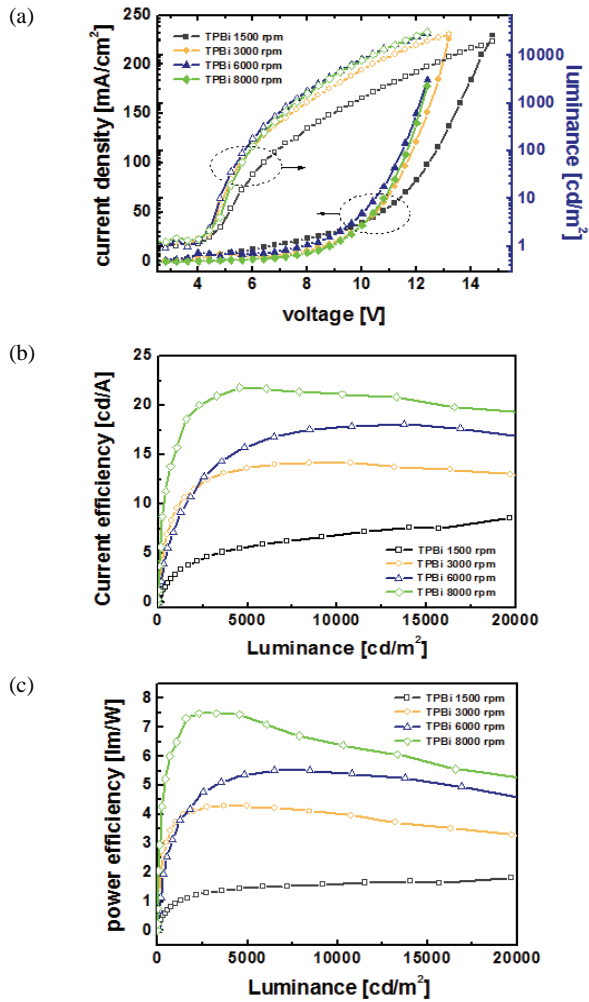 (a)
TPBi 1500 rpm
TPBi 3000 rpm
TPBi 6000 rpm
TPBi 8000 rpm
current density [mA/cm²]
250
200
150
100
50
0
luminance [cd/m²]
10000
1000
100
10
1
4 6 8 10 12 14
voltage [V]
(b)
Current efficiency [cd/A]
25
20
15
10
5
0
TPBi 1500 rpm
TPBi 3000 rpm
TPBi 6000 rpm
TPBi 8000 rpm
0 5000 10000 15000 20000
Luminance [cd/m²]
(c)
power efficiency [lm/W]
8
7
6
5
4
3
2
1
0
TPBi 1500 rpm
TPBi 3000 rpm
TPBi 6000 rpm
TPBi 8000 rpm
0 5000 10000 15000 20000
Luminance [cd/m²]